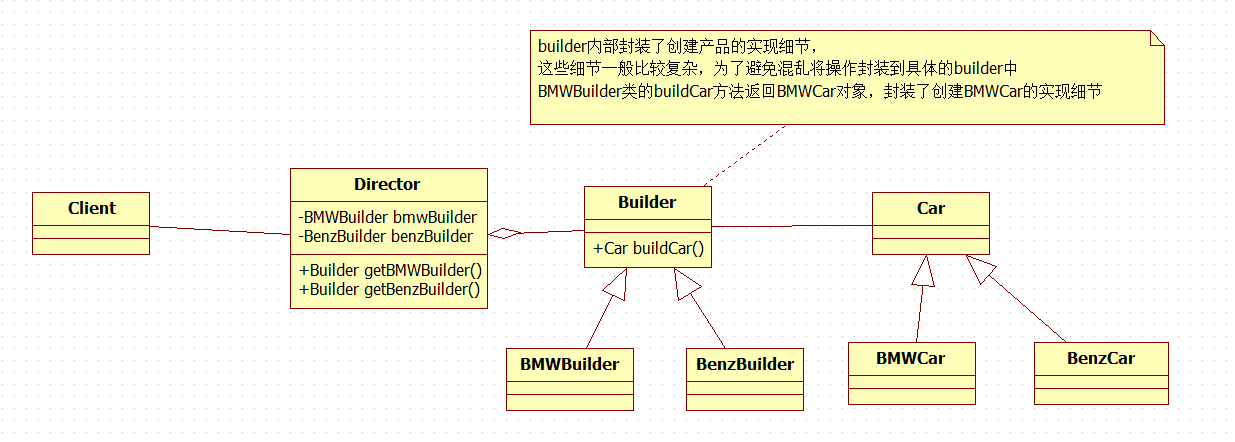 builder内部封装了创建产品的实现细节，
这些细节一般比较复杂，为了避免混乱将操作封装到具体的builder中
BMWBuilder类的buildCar方法返回BMWCar对象，封装了创建BMWCar的实现细节
Client
Director
-BMWBuilder bmwBuilder
-BenzBuilder benzBuilder
+Builder getBMWBuilder()
+Builder getBenzBuilder()
Builder
+Car buildCar()
Car
BMWBuilder
BenzBuilder
BMWCar
BenzCar